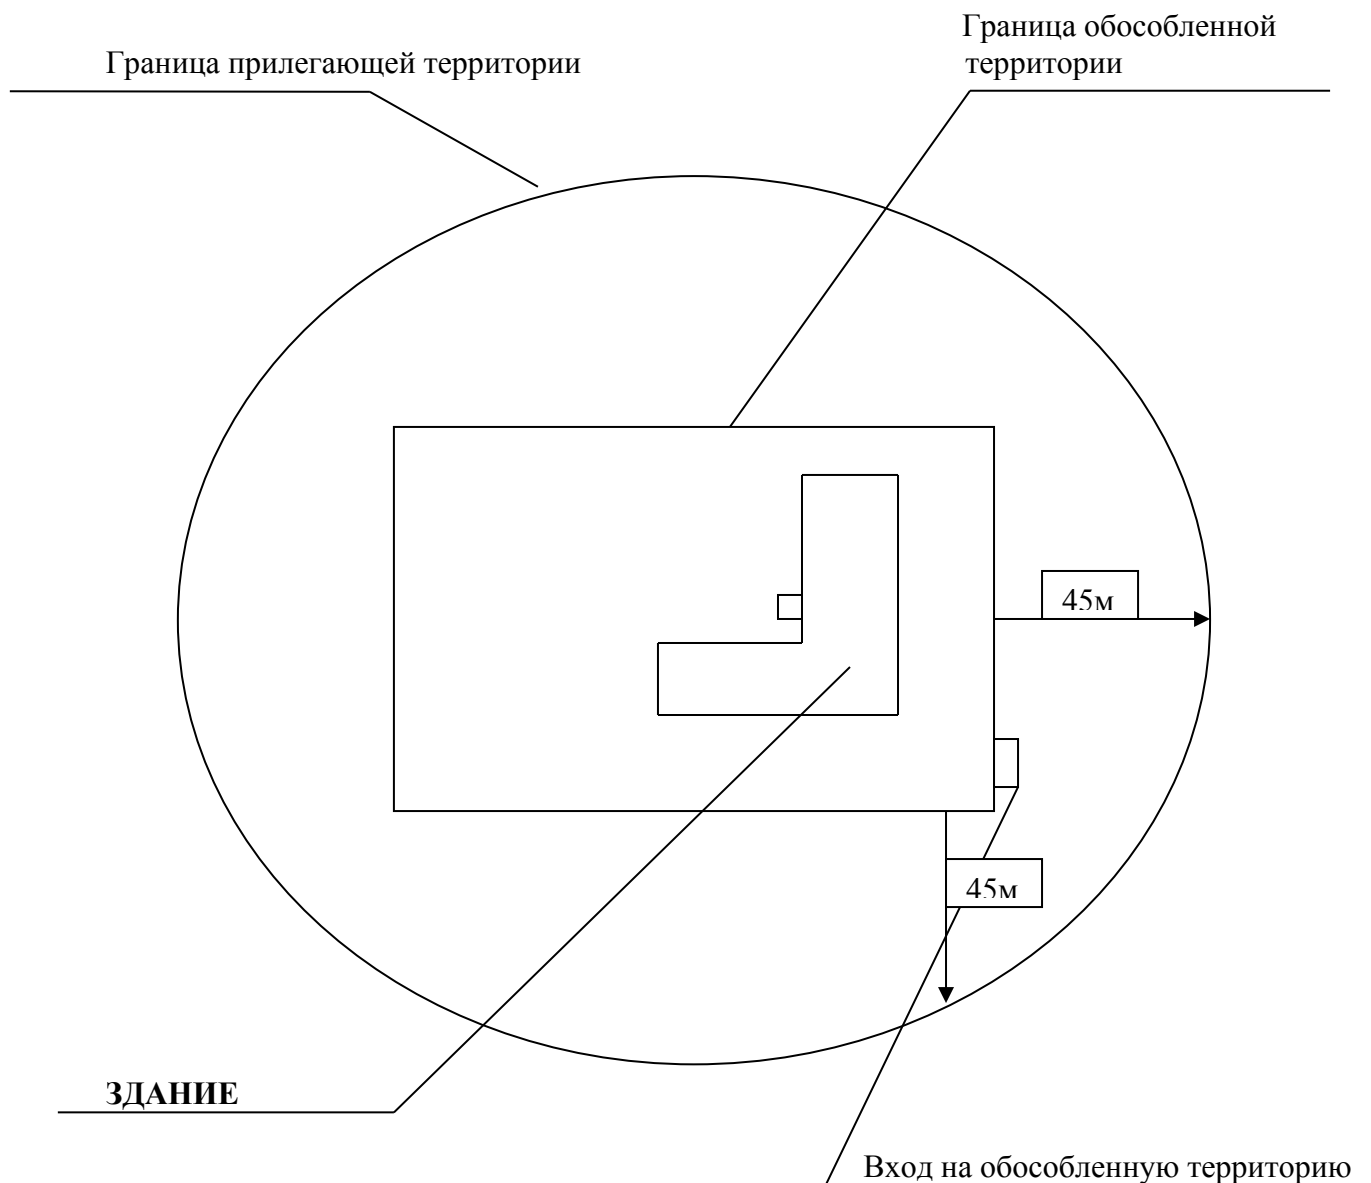 Граница обособленной
территории
Граница прилегающей территории
45м
45м
ЗДАНИЕ
Вход на обособленную территорию